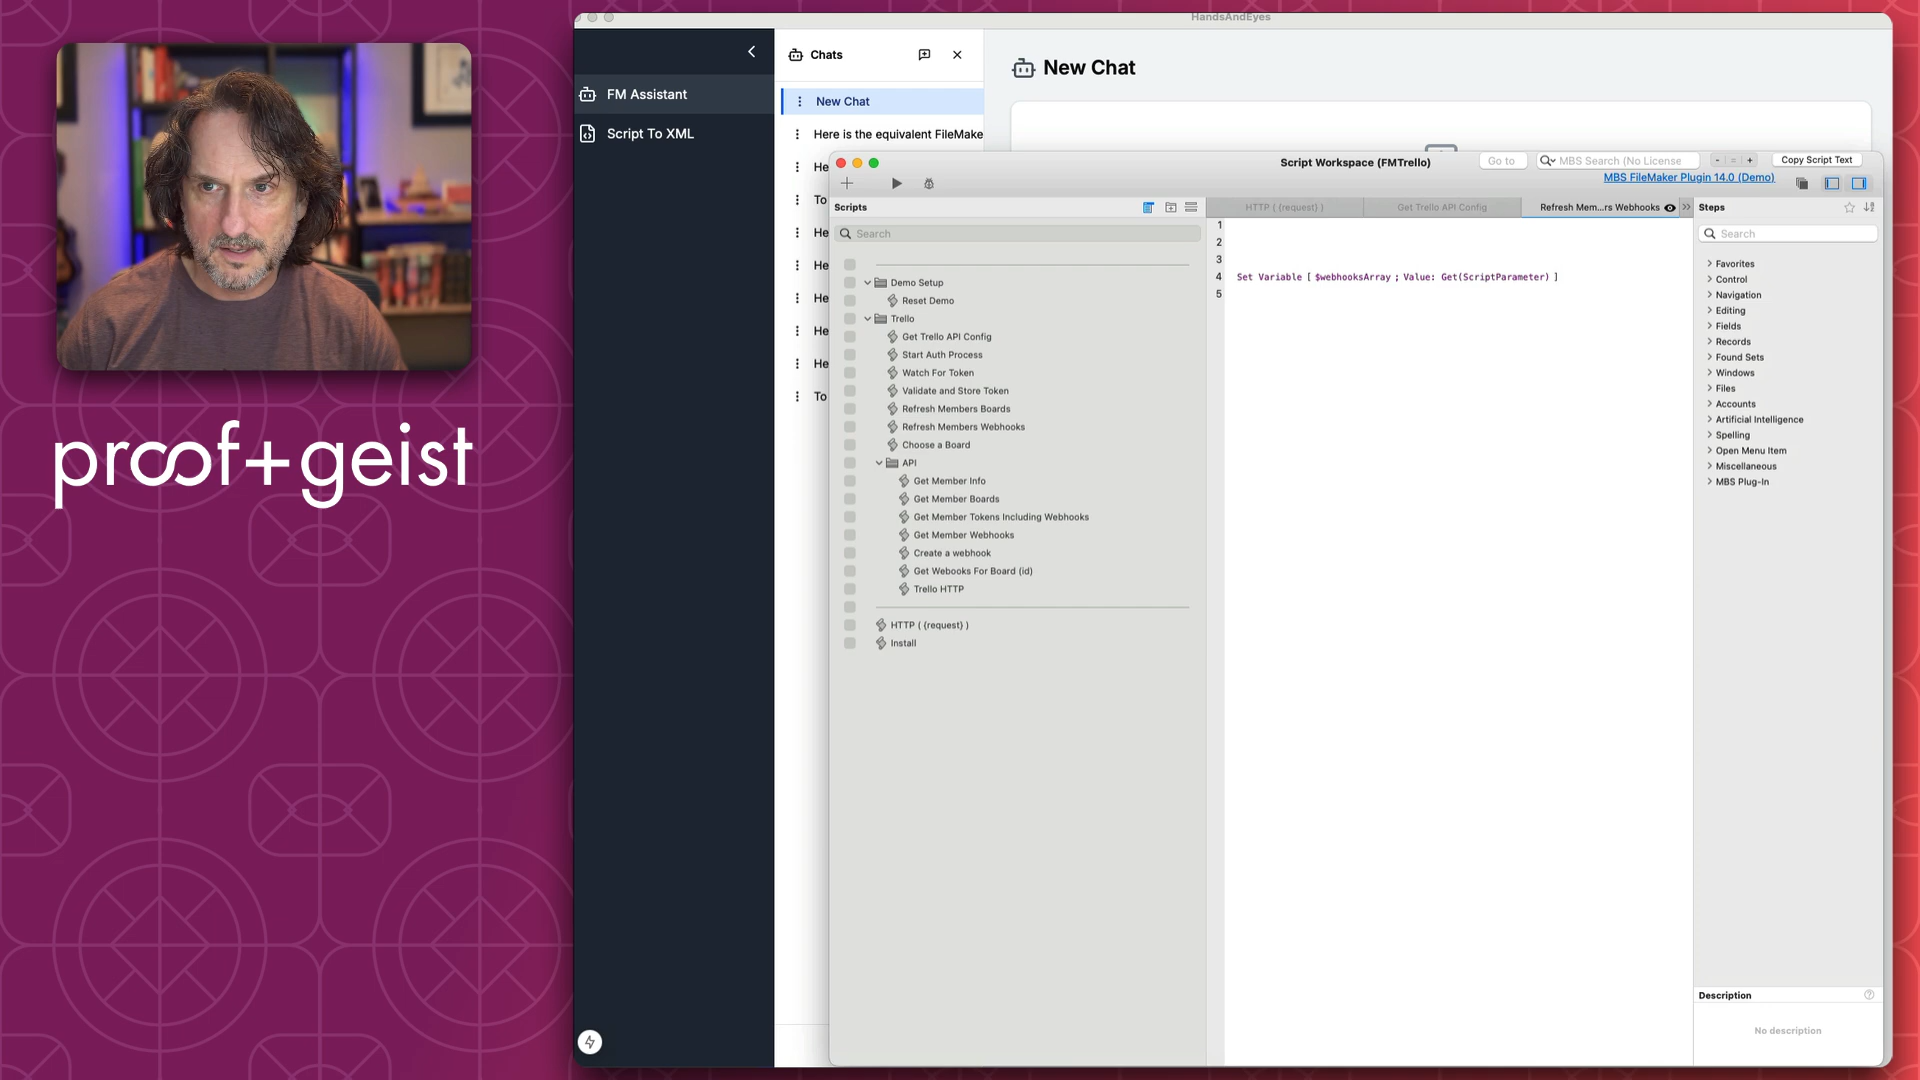 proof+geist
HandsAndEyes
FM Assistant
Script To XML
Chats
New Chat
Here is the equivalent FileMake
He
To
He
He
He
He
He
To
New Chat
Script Workspace (FMTrello)
Go to
MBS Search (No License
- = +
Copy Script Text
MBS FileMaker Plugin 14.0 (Demo)
Scripts
Search
Demo Setup
Reset Demo
Trello
Get Trello API Config
Start Auth Process
Watch For Token
Validate and Store Token
Refresh Members Boards
Refresh Members Webhooks
Choose a Board
API
Get Member Info
Get Member Boards
Get Member Tokens Including Webhooks
Get Member Webhooks
Create a webhook
Get Webooks For Board (id)
Trello HTTP
HTTP ( {request} )
Install
HTTP ( {request} )
Get Trello API Config
Refresh Mem...rs Webhooks
1
2
3
4 Set Variable [ $webhooksArray ; Value: Get(ScriptParameter) ]
5
Steps
Search
Favorites
Control
Navigation
Editing
Fields
Records
Found Sets
Windows
Files
Accounts
Artificial Intelligence
Spelling
Open Menu Item
Miscellaneous
MBS Plug-In
Description
No description